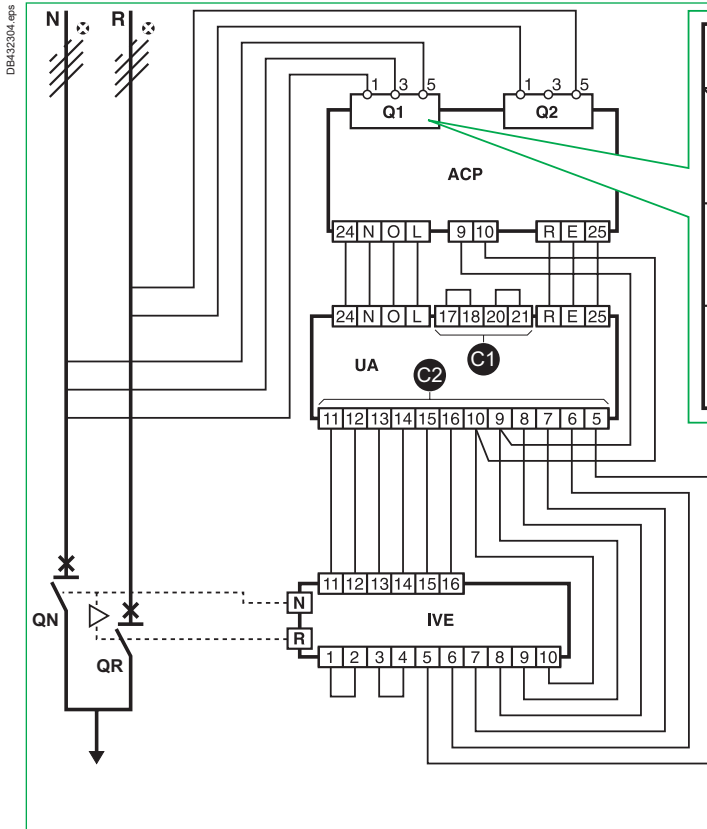 DB432304.eps
N R
1 3 5 1 3 5
Q1 Q2
ACP
24 N O L 9 10 R E 25
24 N O L 17 18 20 21 R E 25
UA C2 C1
11 12 13 14 15 16 10 9 8 7 6 5
11 12 13 14 15 16
N
QN IVE
R
QR
1 2 3 4 5 6 7 8 9 10